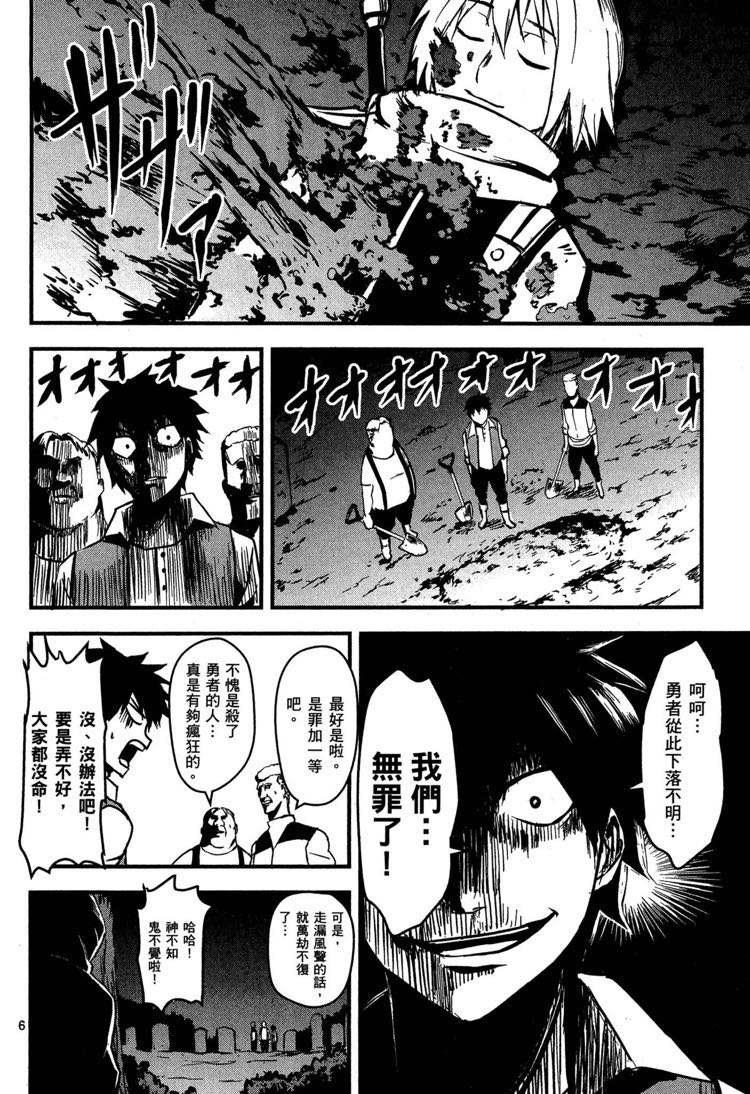 ザザザァ
オオオオオオ
オオオ
オオ
オオオ
呵呵…
勇者從此下落不明…
我們…
無罪了！
最好是啦。
是罪加一等
吧。
不愧是殺了
勇者的人…
真是有夠瘋狂的。
沒、沒辦法吧！
要是弄不好，
大家都沒命！
可是，
走漏風聲的話，
就萬劫不復
了…
哈哈！
神不知
鬼不覺啦！
6